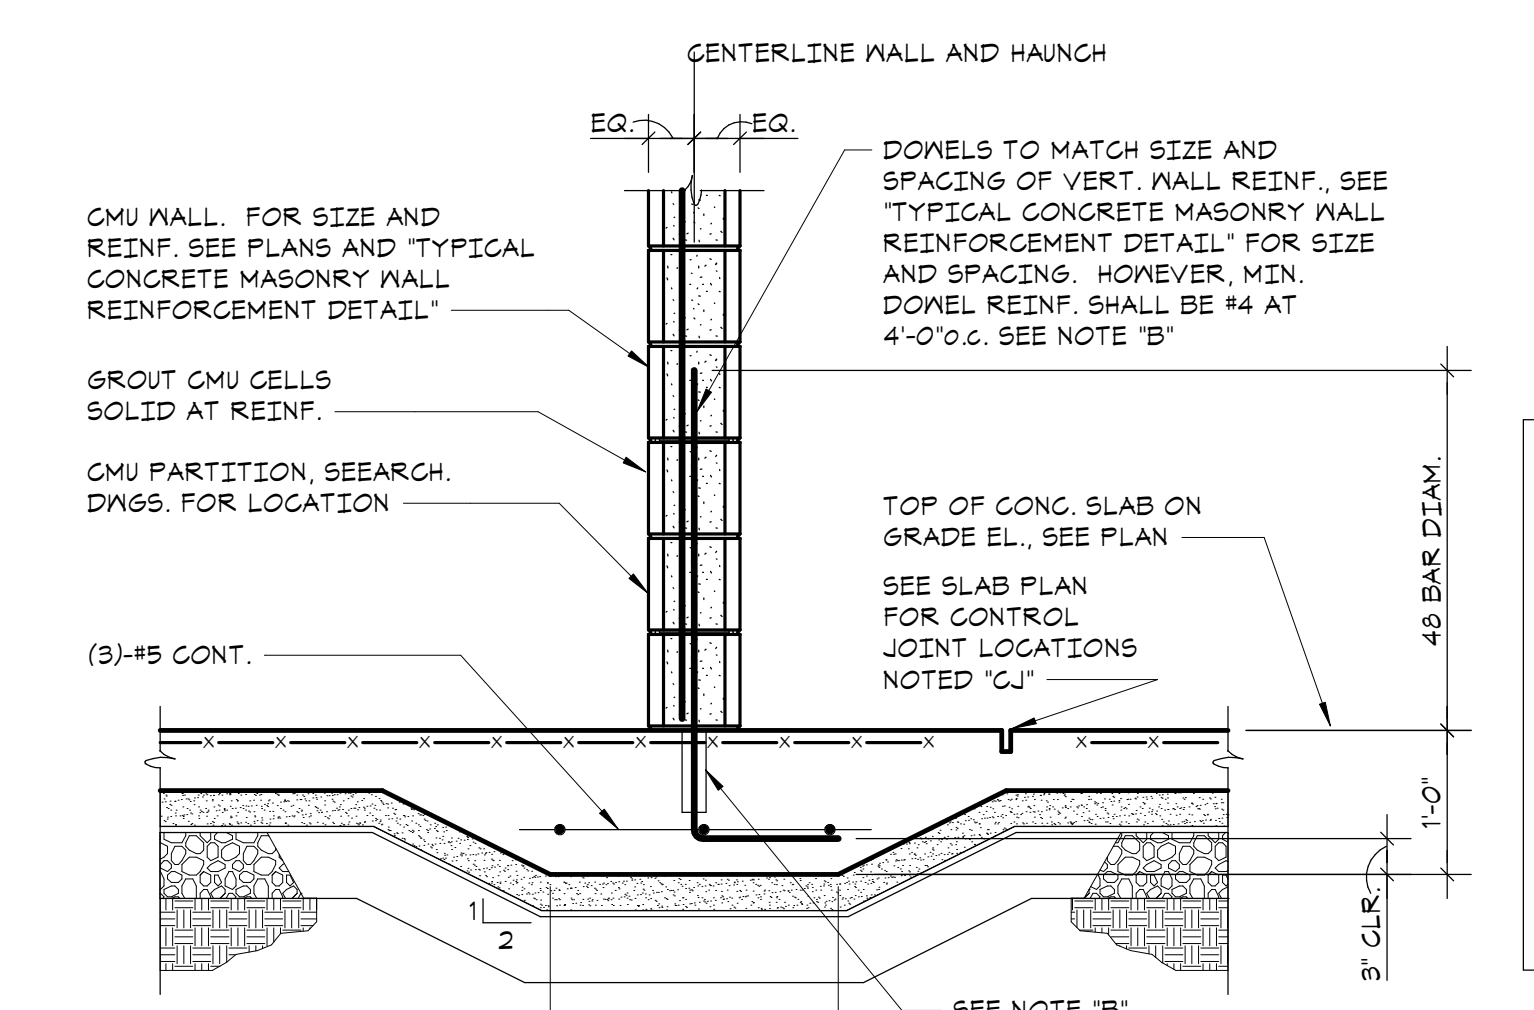 CENTERLINE WALL AND HAUNCH
EQ.
EQ.
DOWELS TO MATCH SIZE AND
SPACING OF VERT. WALL REINF., SEE
"TYPICAL CONCRETE MASONRY WALL
REINFORCEMENT DETAIL" FOR SIZE
AND SPACING. HOWEVER, MIN.
DOWEL REINF. SHALL BE #4 AT
4'-0"O.C. SEE NOTE "B"
CMU WALL. FOR SIZE AND
REINF. SEE PLANS AND "TYPICAL
CONCRETE MASONRY WALL
REINFORCEMENT DETAIL"
GROUT CMU CELLS
SOLID AT REINF.
CMU PARTITION, SEEARCH.
DWGS. FOR LOCATION
(3)-#5 CONT.
TOP OF CONC. SLAB ON
GRADE EL., SEE PLAN
SEE SLAB PLAN
FOR CONTROL
JOINT LOCATIONS
NOTED "CJ"
48 BAR DIAM.
1'-0"
3" CLR.
1
2
SEE NOTE "B"